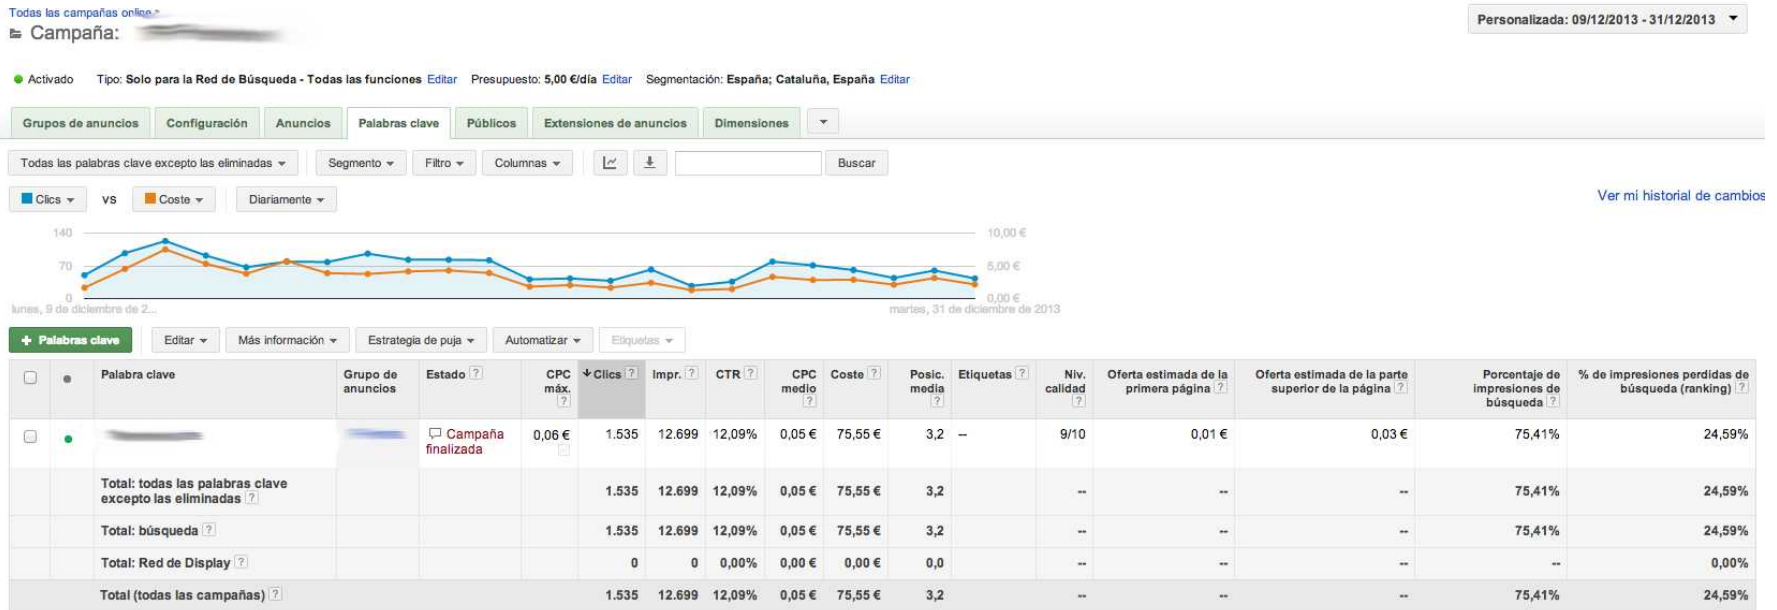 Todas las campañas online >
Campaña:
Personalizada: 09/12/2013 - 31/12/2013
Activado Tipo: Solo para la Red de Búsqueda - Todas las funciones Editar Presupuesto: 5,00 €/día Editar Segmentación: España; Cataluña, España Editar
Grupos de anuncios Configuración Anuncios Palabras clave Públicos Extensiones de anuncios Dimensiones
Todas las palabras clave excepto las eliminadas Segmento Filtro Columnas Buscar
Clics VS Coste Diariamente Ver mi historial de cambios
140 10,00 €
70 5,00 €
0 0,00 €
lunes, 9 de diciembre de 2... martes, 31 de diciembre de 2013
+ Palabras clave Editar Más información Estrategia de puja Automatizar Etiquetas
Palabra clave Grupo de anuncios Estado ? CPC máx. ? Clics ? Impr. ? CTR ? CPC medio ? Coste ? Posic. media ? Etiquetas ? Niv. calidad ? Oferta estimada de la primera página ? Oferta estimada de la parte superior de la página ? Porcentaje de impresiones de búsqueda ? % de impresiones perdidas de búsqueda (ranking) ?
Campaña finalizada 0,06 € 1.535 12.699 12,09% 0,05 € 75,55 € 3,2 -- 9/10 0,01 € 0,03 € 75,41% 24,59%
Total: todas las palabras clave excepto las eliminadas ? 1.535 12.699 12,09% 0,05 € 75,55 € 3,2 -- -- -- 75,41% 24,59%
Total: búsqueda ? 1.535 12.699 12,09% 0,05 € 75,55 € 3,2 -- -- -- 75,41% 24,59%
Total: Red de Display ? 0 0 0,00% 0,00 € 0,00 € 0,0 -- -- -- -- 0,00%
Total (todas las campañas) ? 1.535 12.699 12,09% 0,05 € 75,55 € 3,2 -- -- -- 75,41% 24,59%